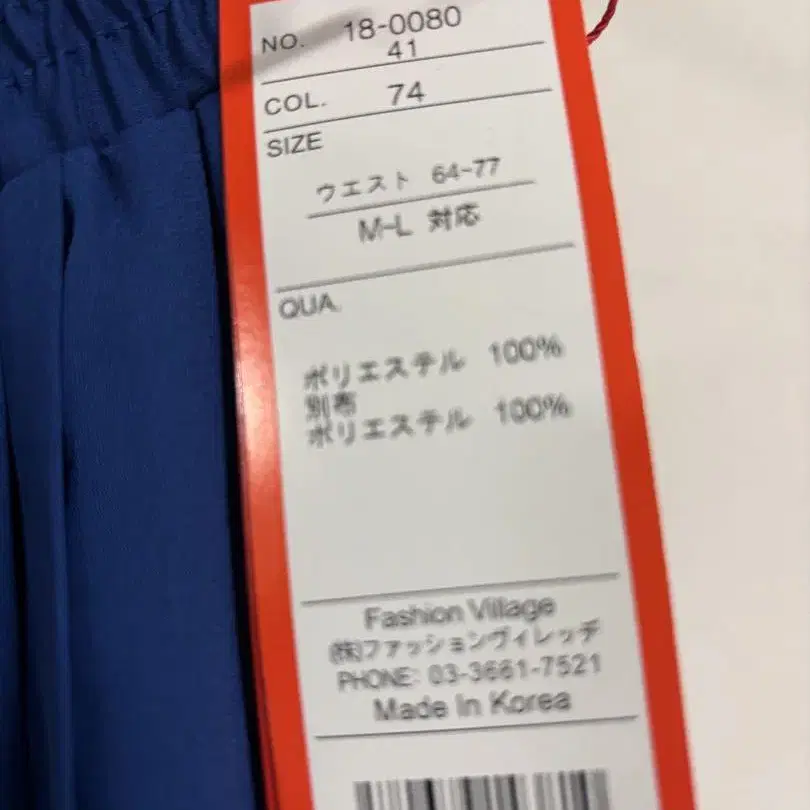 NO. 18-0080
41
COL. 74
SIZE
ウエスト 64-77
M-L 対応
QUA.
ポリエステル 100%
別布
ポリエステル 100%
Fashion Village
(株)ファッションヴィレッヂ
PHONE: 03-3661-7521
Made In Korea